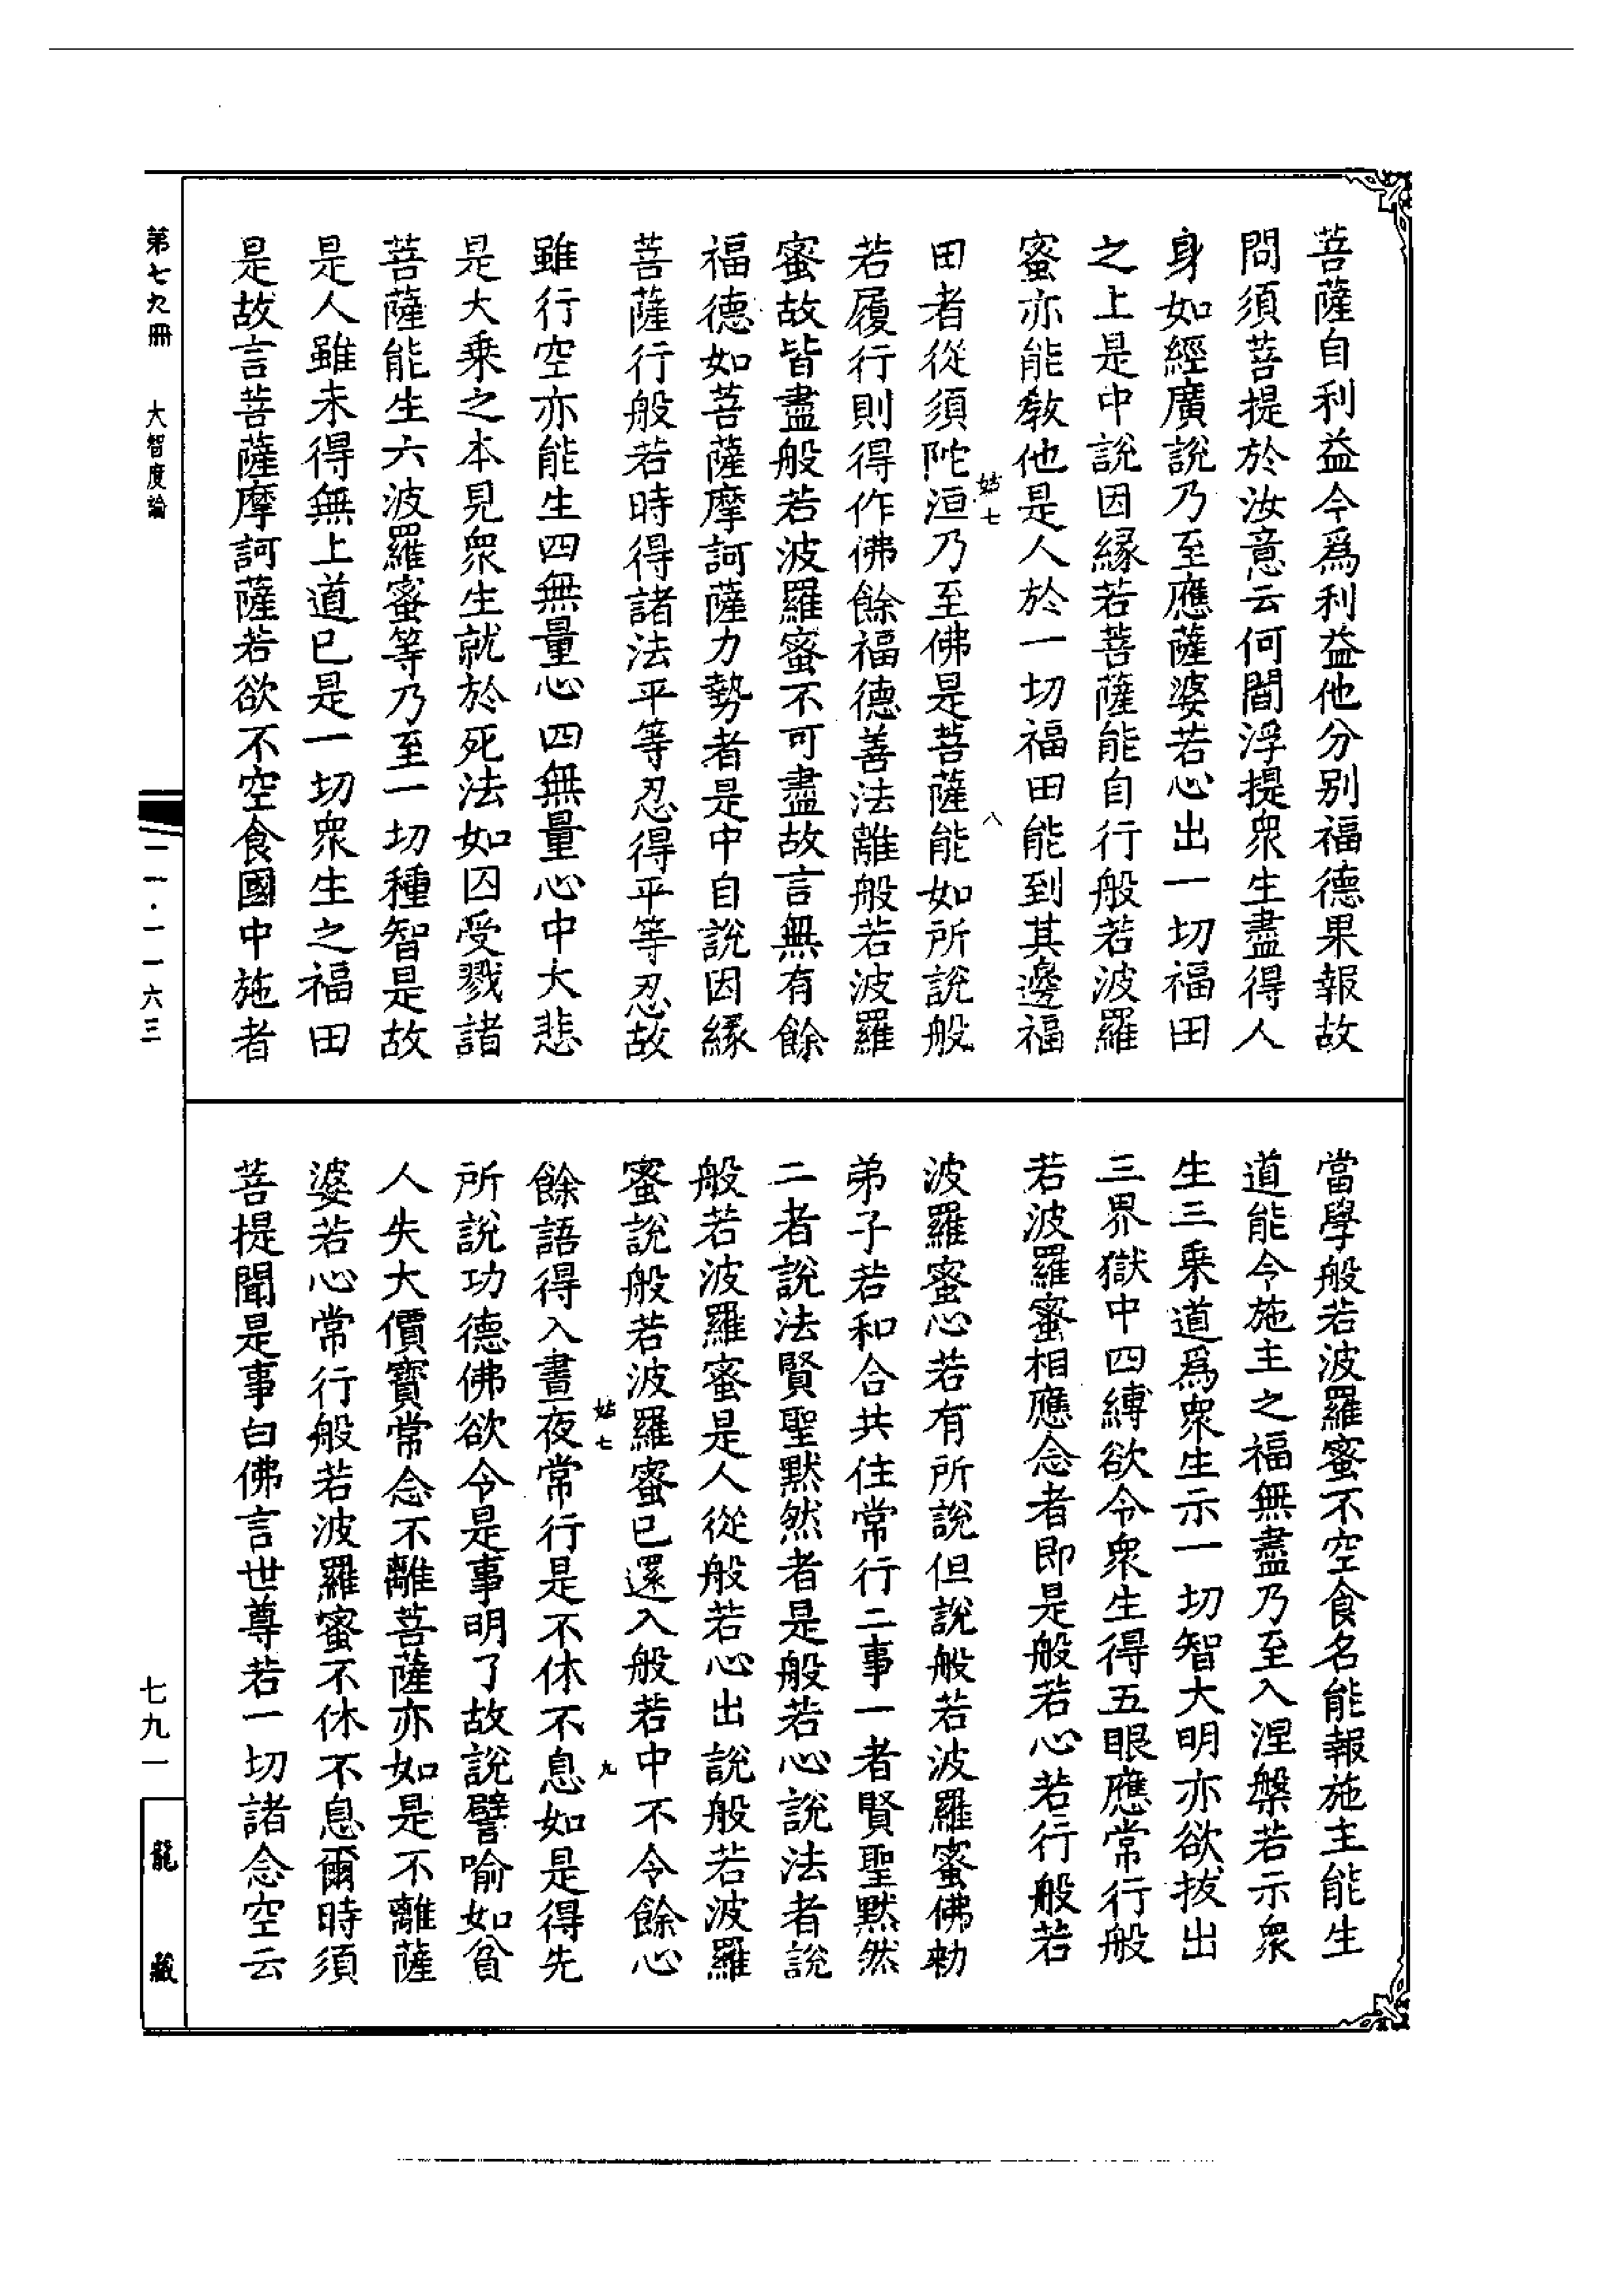 菩薩自利益今爲利益他分别福德果報故
問須菩提於汝意云何閻浮提衆生盡得人
身如經廣說乃至應薩婆若心出一切福田
之上是中說因緣若菩薩能自行般若波羅
蜜亦能教他是人於一切福田能到其邊福
姑七 八
田者從須陀洹乃至佛是菩薩能如所說般
若履行則得作佛餘福德善法離般若波羅
蜜故皆盡般若波羅蜜不可盡故言無有餘
福德如菩薩摩訶薩力勢者是中自說因緣
菩薩行般若時得諸法平等忍得平等忍故
雖行空亦能生四無量心四無量心中大悲
是大乘之本見衆生就於死法如囚受戮諸
菩薩能生六波羅蜜等乃至一切種智是故
是人雖未得無上道已是一切衆生之福田
是故言菩薩摩訶薩若欲不空食國中施者
當學般若波羅蜜不空食名能報施主能生
道能令施主之福無盡乃至入涅槃若示衆
生三乘道爲衆生示一切智大明亦欲拔出
三界獄中四縛欲令衆生得五眼應常行般
若波羅蜜相應念者即是般若心若行般若
波羅蜜心若有所說但說般若波羅蜜佛勅
弟子若和合共住常行二事一者賢聖默然
二者說法賢聖默然者是般若心說法者說
般若波羅蜜是人從般若心出說般若波羅
蜜說般若波羅蜜已還入般若中不令餘心
姑七 九
餘語得入晝夜常行是不休不息如是得先
所說功德佛欲令是事明了故說譬喻如貧
人失大價寶常念不離菩薩亦如是不離薩
婆若心常行般若波羅蜜不休不息爾時須
菩提聞是事白佛言世尊若一切諸念空云
第七九冊 大智度論
一一·一一六三
七九一
龍藏